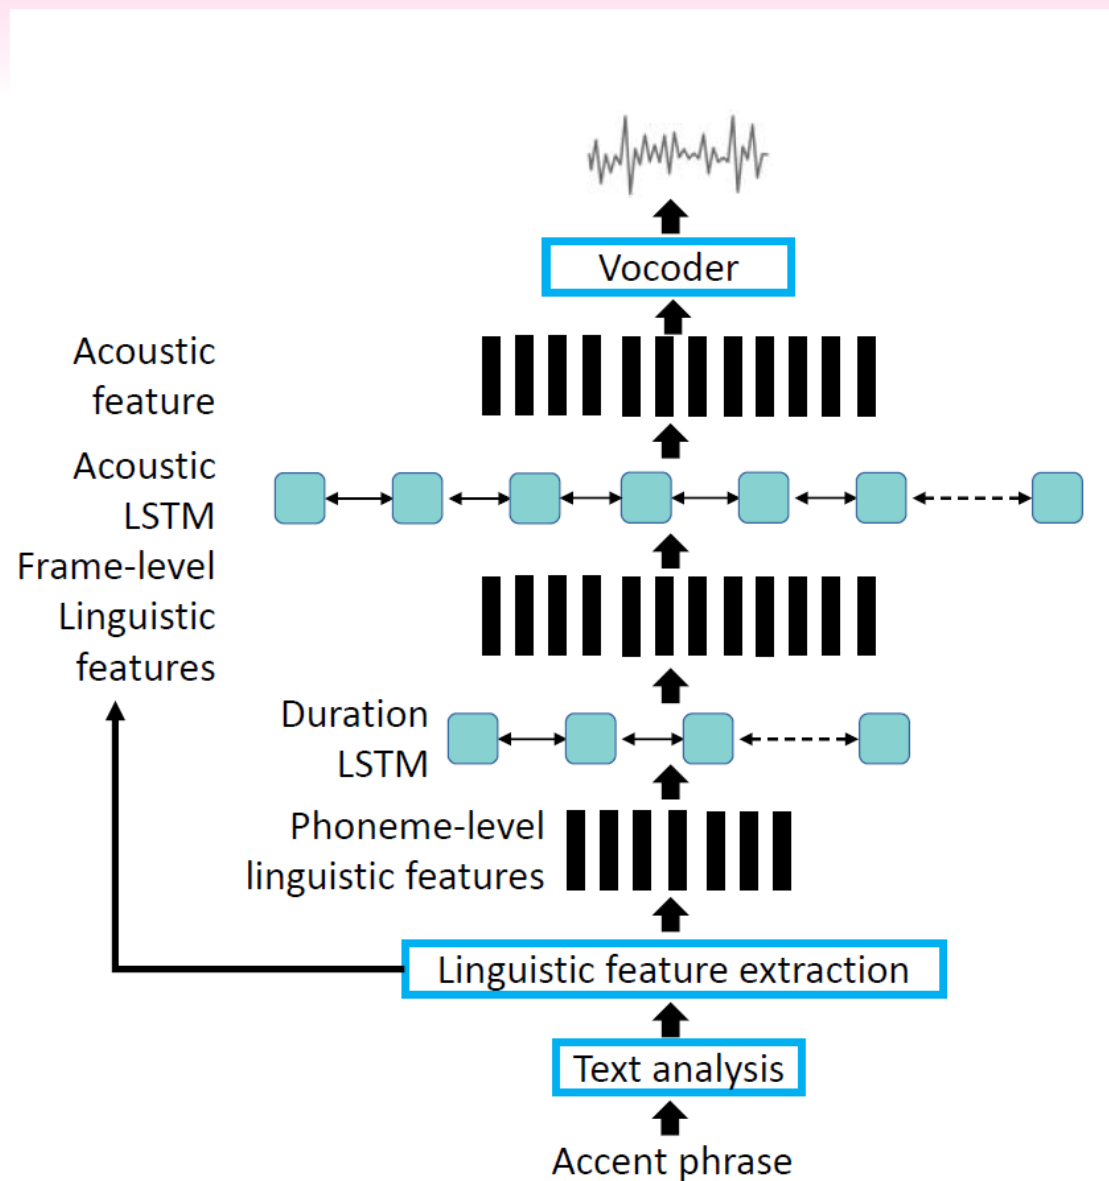 Vocoder
Acoustic
feature
Acoustic
LSTM
Frame-level
Linguistic
features
Duration
LSTM
Phoneme-level
linguistic features
Linguistic feature extraction
Text analysis
Accent phrase